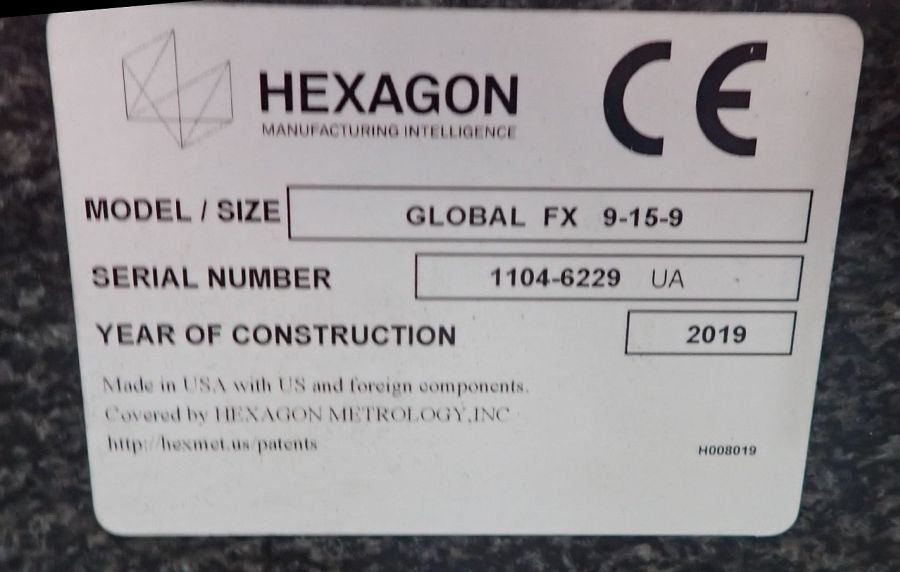 HEXAGON
MANUFACTURING INTELLIGENCE
CE
MODEL / SIZE GLOBAL FX 9-15-9
SERIAL NUMBER 1104-6229 UA
YEAR OF CONSTRUCTION 2019
Made in USA with US and foreign components.
Covered by HEXAGON METROLOGY,INC
http://hexmet.us/patents
H008019